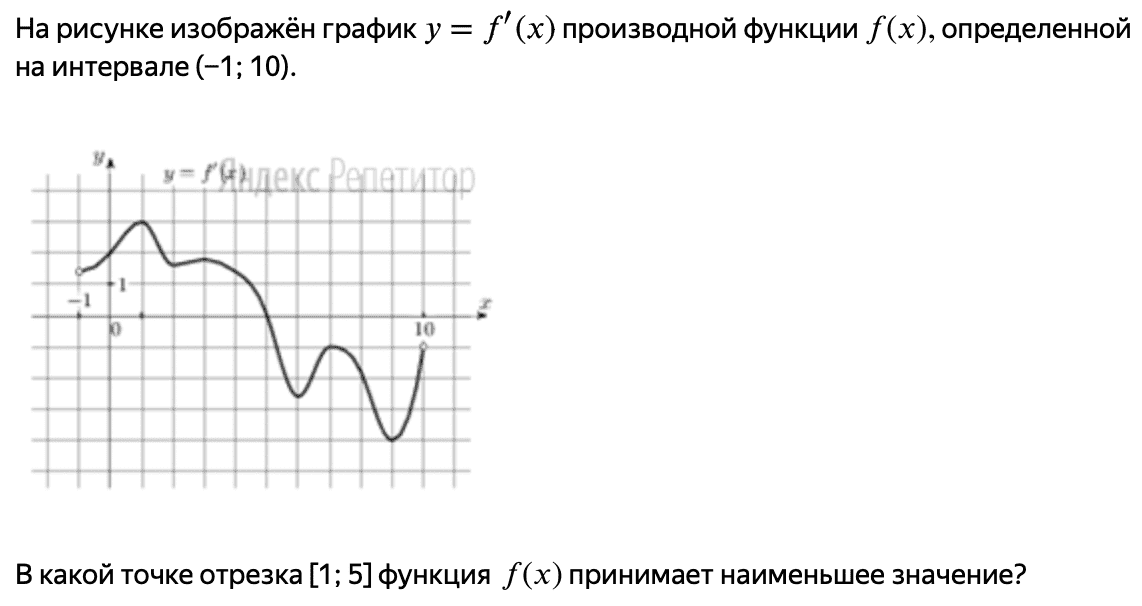 На рисунке изображён график y = f′(x) производной функции f(x), определенной
на интервале (−1; 10).
y
y = f′(x)
Яндекс Репетитор
1
−1
x
0
10
В какой точке отрезка [1; 5] функция f(x) принимает наименьшее значение?